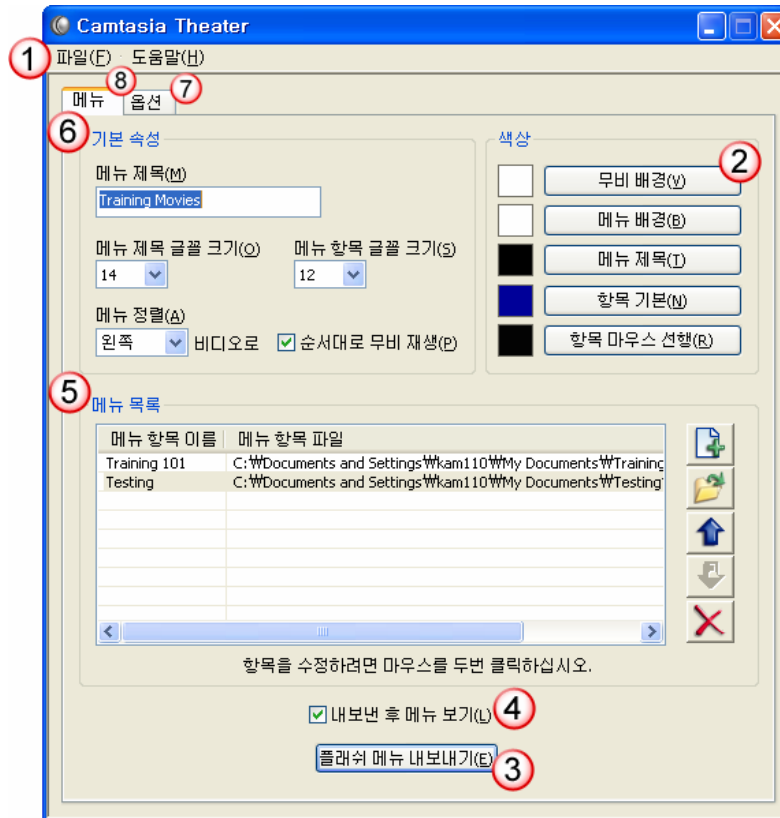 Camtasia Theater
① 파일(F) 도움말(H)
⑧ ⑦
메뉴 옵션
⑥ 기본 속성
메뉴 제목(M)
Training Movies
메뉴 제목 글꼴 크기(O) 메뉴 항목 글꼴 크기(S)
14 12
메뉴 정렬(A)
왼쪽 비디오로 순서대로 무비 재생(P)
색상 ②
무비 배경(V)
메뉴 배경(B)
메뉴 제목(T)
항목 기본(N)
항목 마우스 선행(R)
⑤ 메뉴 목록
메뉴 항목 이름 메뉴 항목 파일
Training 101 C:₩Documents and Settings₩kam110₩My Documents₩Training
Testing C:₩Documents and Settings₩kam110₩My Documents₩Testing
항목을 수정하려면 마우스를 두번 클릭하십시오.
내보낸 후 메뉴 보기(L) ④
플래쉬 메뉴 내보내기(E) ③